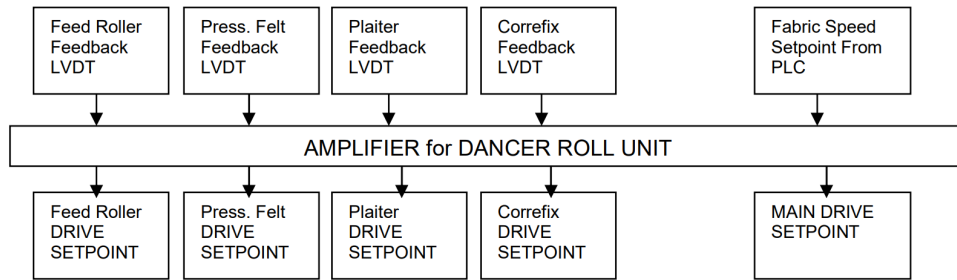 Feed Roller
Feedback
LVDT
Press. Felt
Feedback
LVDT
Plaiter
Feedback
LVDT
Correfix
Feedback
LVDT
Fabric Speed
Setpoint From
PLC
AMPLIFIER for DANCER ROLL UNIT
Feed Roller
DRIVE
SETPOINT
Press. Felt
DRIVE
SETPOINT
Plaiter
DRIVE
SETPOINT
Correfix
DRIVE
SETPOINT
MAIN DRIVE
SETPOINT